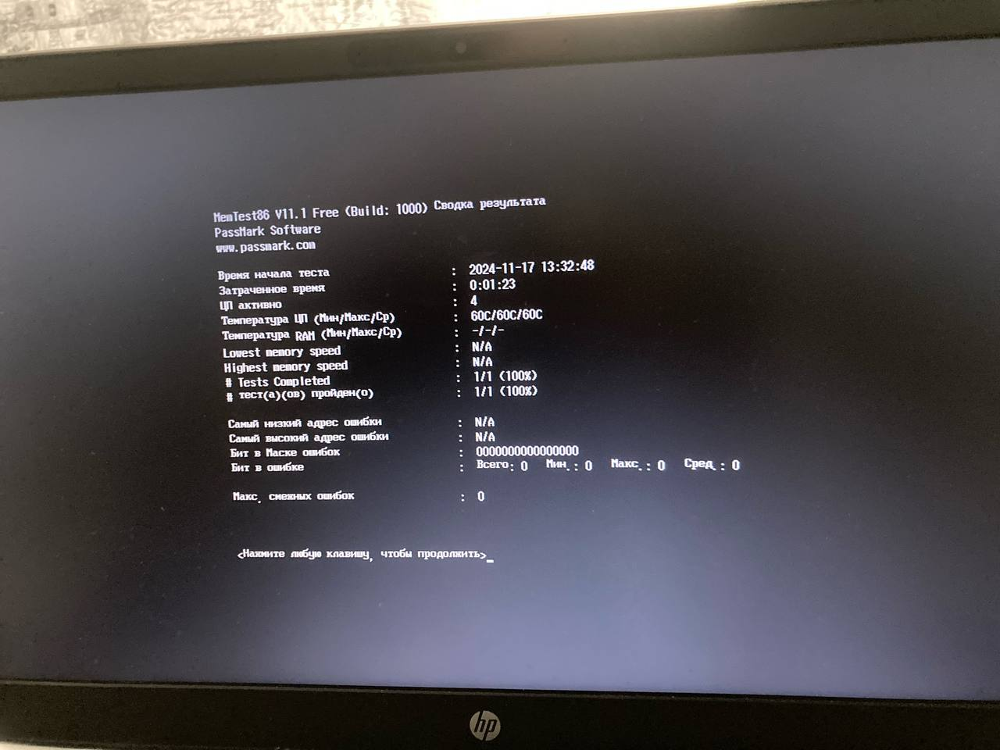 MemTest86 V11.1 Free (Build: 1000) Сводка результата
PassMark Software
www.passmark.com
Время начала теста : 2024-11-17 13:32:48
Затраченное время : 0:01:23
ЦП активно : 4
Температура ЦП (Мин/Макс/Ср) : 60C/60C/60C
Температура RAM (Мин/Макс/Ср) : -/-/-
Lowest memory speed : N/A
Highest memory speed : N/A
# Tests Completed : 1/1 (100%)
# тест(а)(ов) пройден(о) : 1/1 (100%)
Самый низкий адрес ошибки : N/A
Самый высокий адрес ошибки : N/A
Бит в Маске ошибок : 0000000000000000
Бит в ошибке : Всего: 0 Мин.: 0 Макс.: 0 Сред.: 0
Макс. смежных ошибок : 0
<Нажмите любую клавишу, чтобы продолжить>_
hp